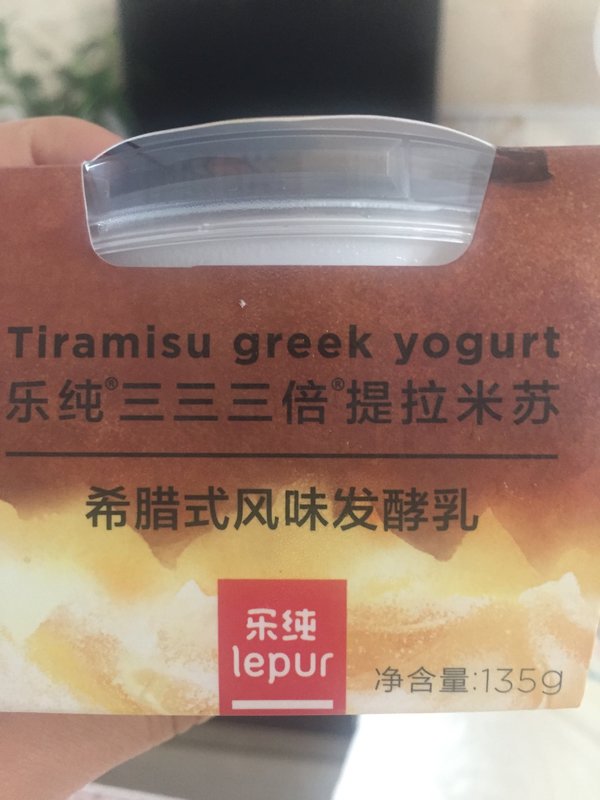 Tiramisu greek yogurt
乐纯®三三三倍®提拉米苏
希腊式风味发酵乳
乐纯
lepur
净含量:135g